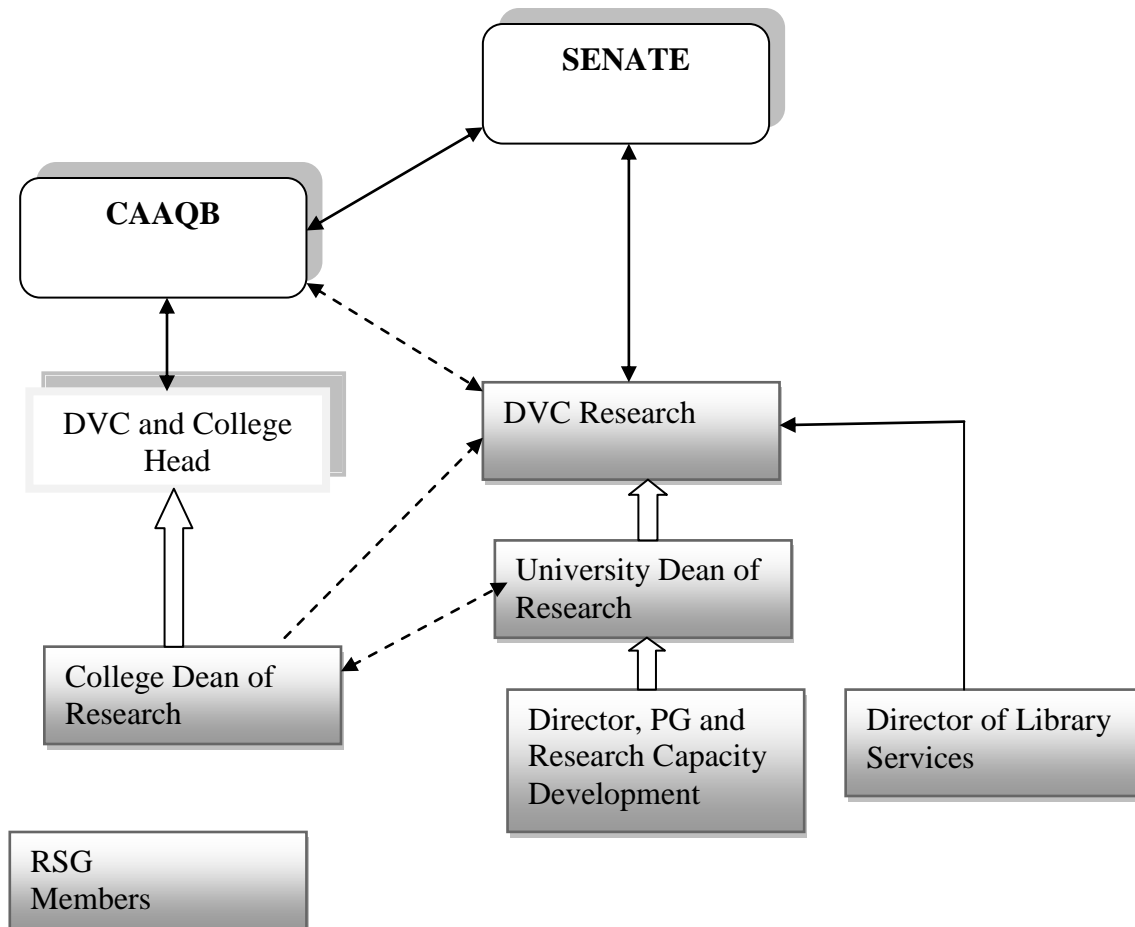 SENATE
CAAQB
DVC and College
Head
DVC Research
University Dean of
Research
College Dean of
Research
Director, PG and
Research Capacity
Development
Director of Library
Services
RSG
Members